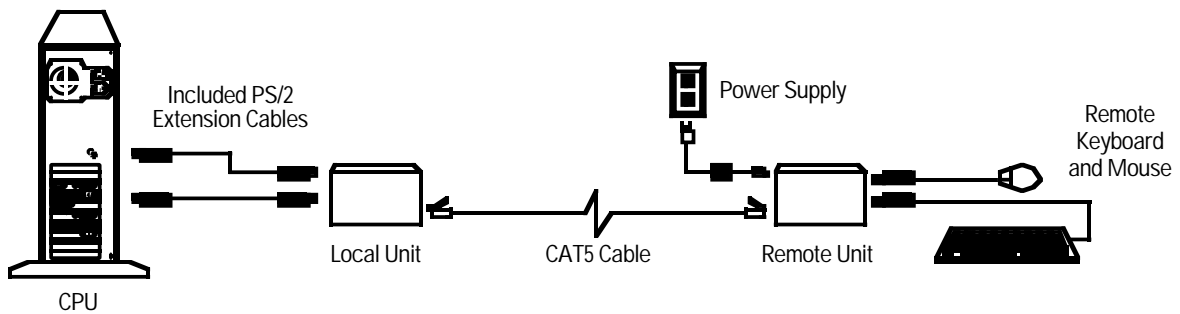 Included PS/2
Extension Cables
Power Supply
Remote
Keyboard
and Mouse
Local Unit
CAT5 Cable
Remote Unit
CPU